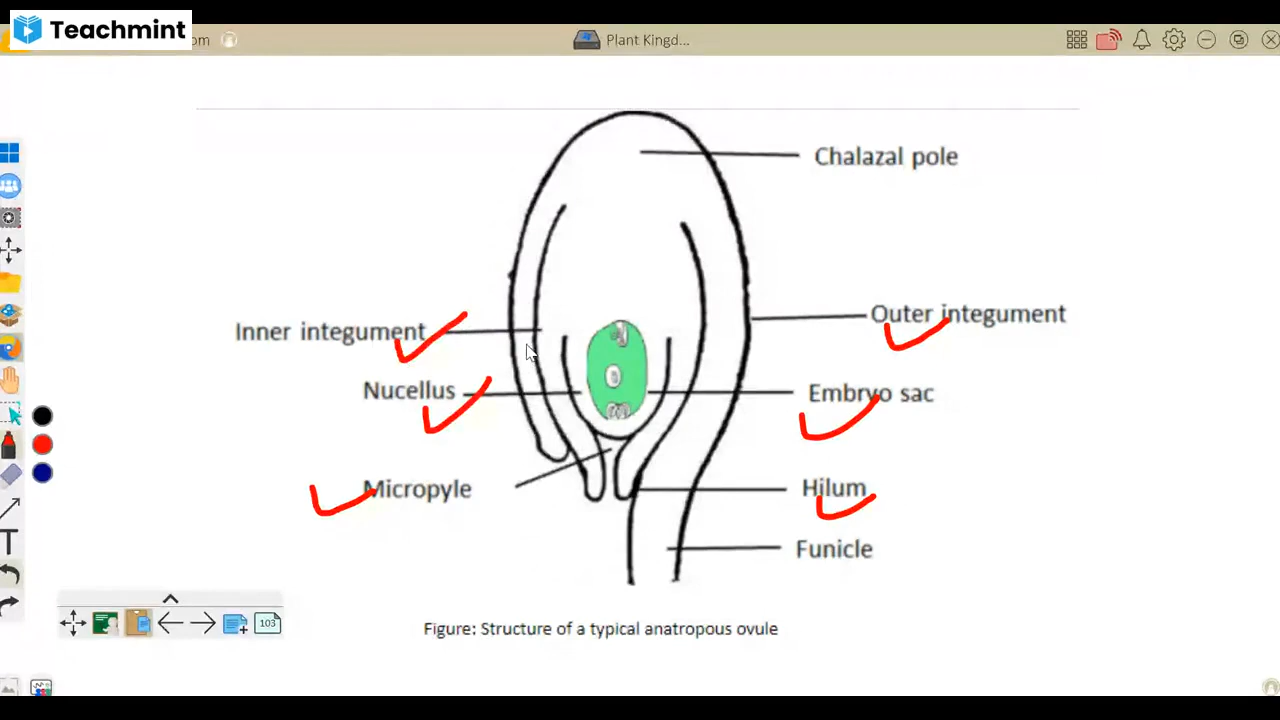 Teachmint
om
Plant Kingd...
Chalazal pole
Outer integument
Inner integument
Nucellus
Embryo sac
Micropyle
Hilum
Funicle
T
103
Figure: Structure of a typical anatropous ovule